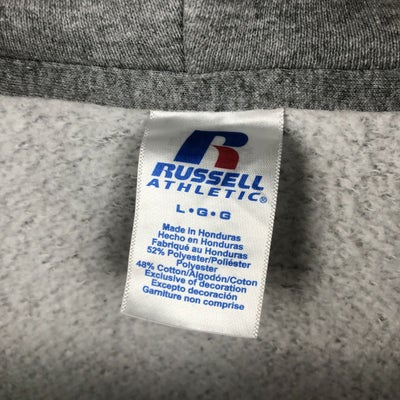 R
RUSSELL
ATHLETIC®
L•G•G
Made in Honduras
Hecho en Honduras
Fabriqué au Honduras
52% Polyester/Poliéster
Polyester
48% Cotton/Algodón/Coton
Exclusive of decoration
Excepto decoración
Garniture non comprise